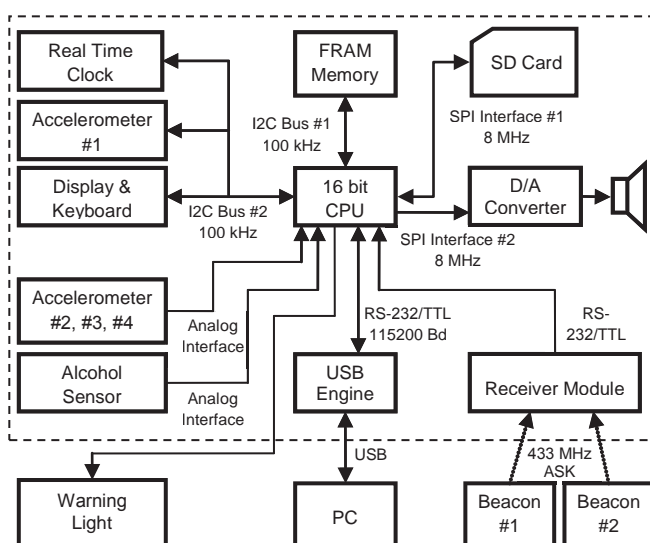 Real Time
Clock
FRAM
Memory
SD Card
Accelerometer
#1
I2C Bus #1
100 kHz
SPI Interface #1
8 MHz
Display &
Keyboard
I2C Bus #2
100 kHz
16 bit
CPU
D/A
Converter
SPI Interface #2
8 MHz
Accelerometer
#2, #3, #4
Analog
Interface
RS-232/TTL
115200 Bd
RS-
232/TTL
Alcohol
Sensor
Analog
Interface
USB
Engine
Receiver Module
USB
433 MHz
ASK
Warning
Light
PC
Beacon
#1
Beacon
#2